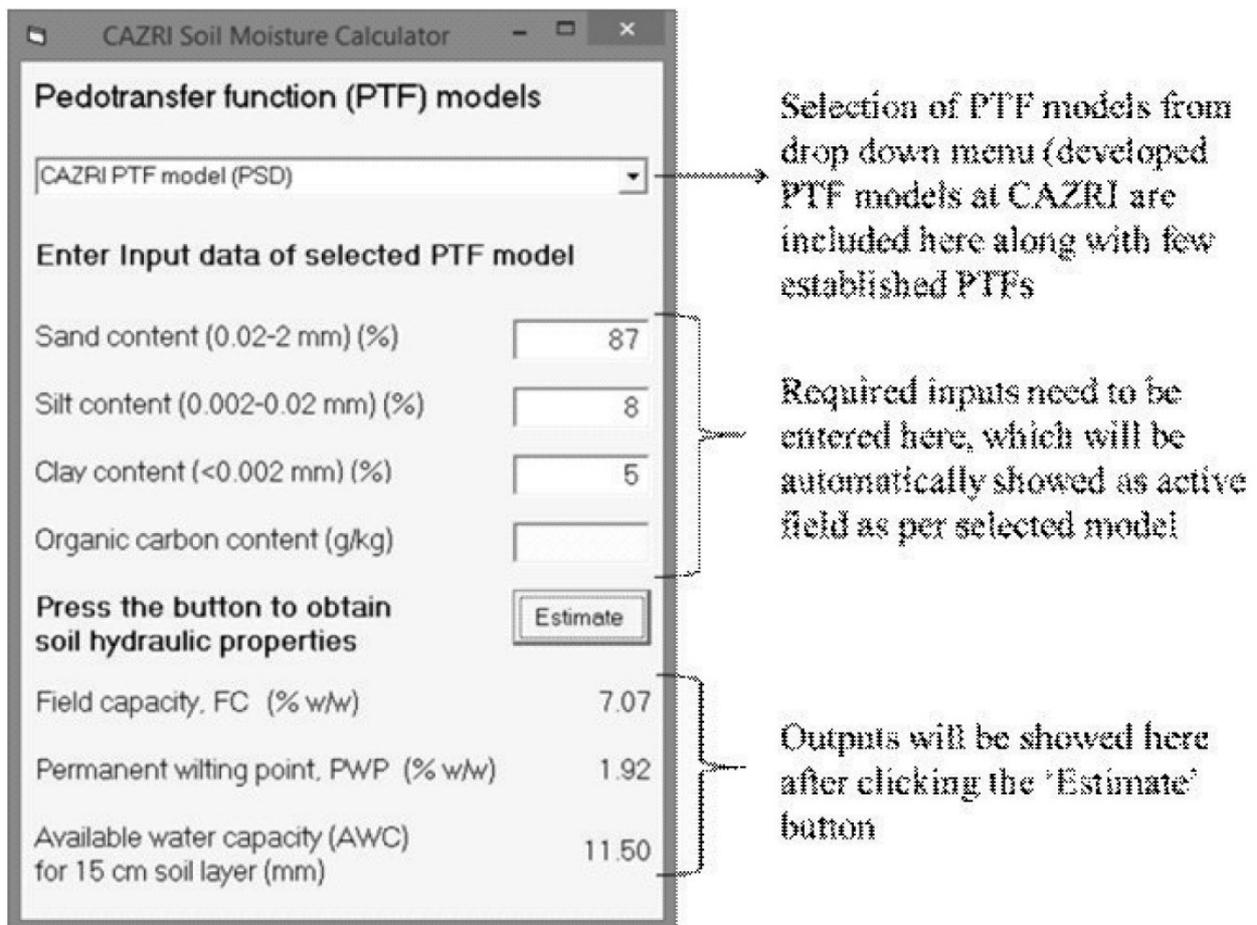 CAZRI Soil Moisture Calculator
Pedotransfer function (PTF) models
CAZRI PTF model (PSD)
Enter Input data of selected PTF model
Sand content (0.02-2 mm) (%) 87
Silt content (0.002-0.02 mm) (%) 8
Clay content (<0.002 mm) (%) 5
Organic carbon content (g/kg)
Press the button to obtain
soil hydraulic properties
Estimate
Field capacity, FC (% w/w) 7.07
Permanent wilting point, PWP (% w/w) 1.92
Available water capacity (AWC)
for 15 cm soil layer (mm) 11.50
Selection of PTF models from
drop down menu (developed
PTF models at CAZRI are
included here along with few
established PTFs
Required inputs need to be
entered here, which will be
automatically showed as active
field as per selected model
Outputs will be showed here
after clicking the ‘Estimate’
button